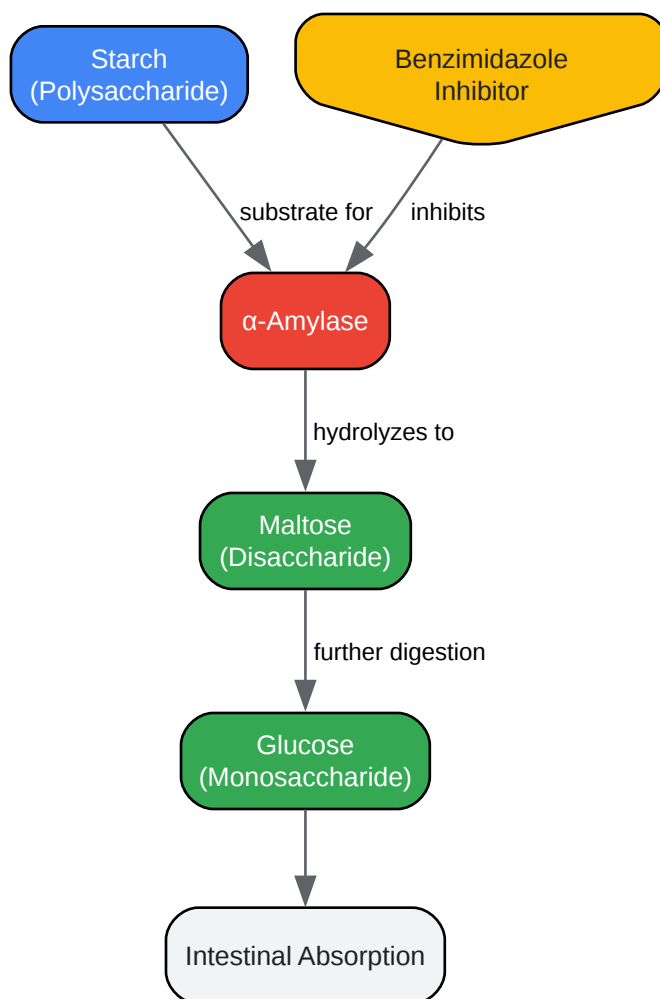 Starch
(Polysaccharide)
Benzimidazole
Inhibitor
substrate for
inhibits
α-Amylase
hydrolyzes to
Maltose
(Disaccharide)
further digestion
Glucose
(Monosaccharide)
Intestinal Absorption